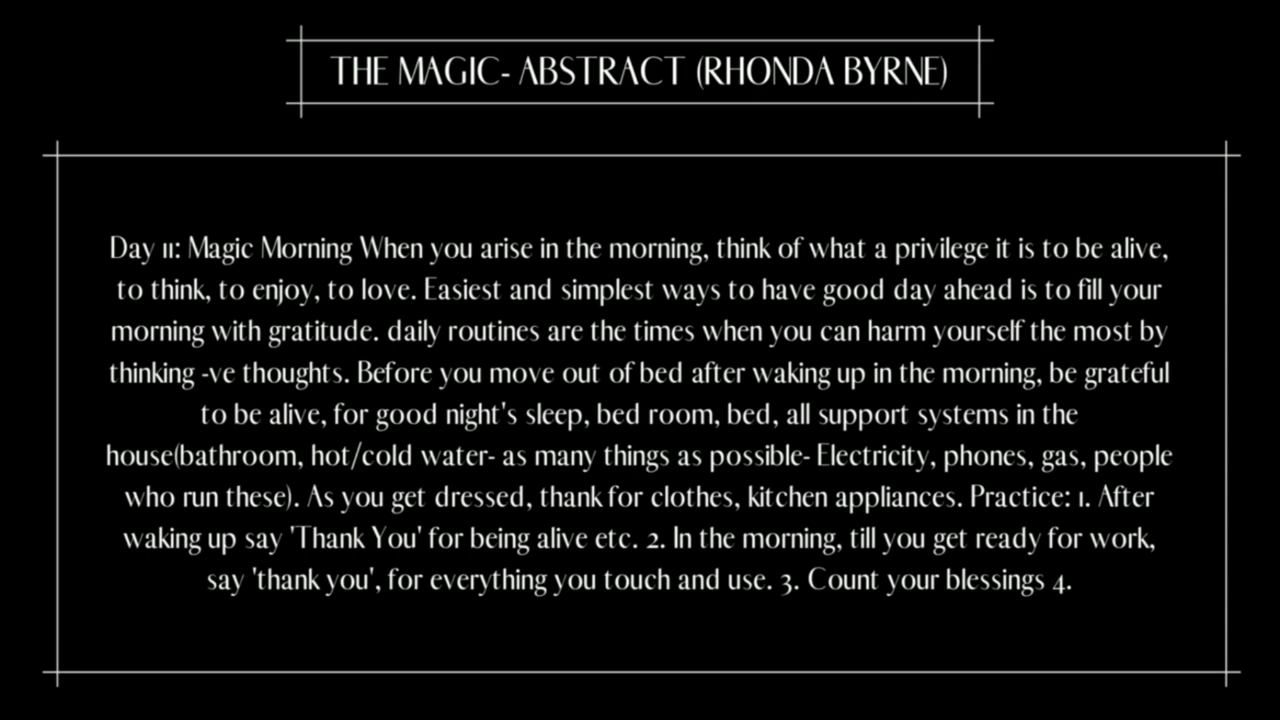 THE MAGIC- ABSTRACT (RHONDA BYRNE)
Day 11: Magic Morning When you arise in the morning, think of what a privilege it is to be alive,
to think, to enjoy, to love. Easiest and simplest ways to have good day ahead is to fill your
morning with gratitude. daily routines are the times when you can harm yourself the most by
thinking -ve thoughts. Before you move out of bed after waking up in the morning, be grateful
to be alive, for good night's sleep, bed room, bed, all support systems in the
house(bathroom, hot/cold water- as many things as possible- Electricity, phones, gas, people
who run these). As you get dressed, thank for clothes, kitchen appliances. Practice: 1. After
waking up say 'Thank You' for being alive etc. 2. In the morning, till you get ready for work,
say 'thank you', for everything you touch and use. 3. Count your blessings 4.